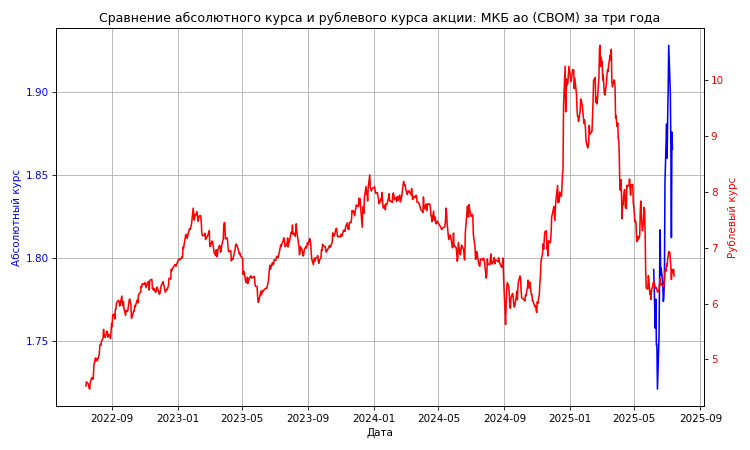 Сравнение абсолютного курса и рублевого курса акции: МКБ ао (CBOM) за три года
1.90
1.85
1.80
1.75
Абсолютный курс
10
9
8
7
6
5
Рублевый курс
2022-09 2023-01 2023-05 2023-09 2024-01 2024-05 2024-09 2025-01 2025-05 2025-09
Дата